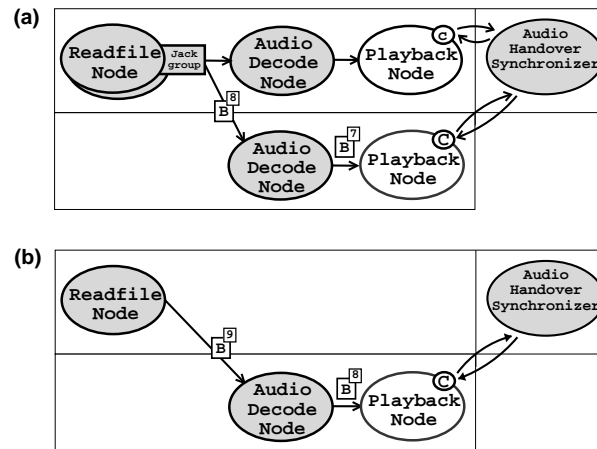 (a)
Readfile
Node
Jack
group
Audio
Decode
Node
Playback
Node
c
Audio
Handover
Synchronizer
B
8
Audio
Decode
Node
B
7
Playback
Node
C
(b)
Readfile
Node
Audio
Handover
Synchronizer
B
9
Audio
Decode
Node
B
8
Playback
Node
C